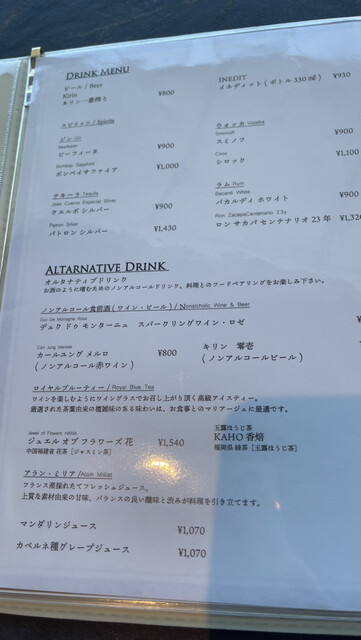 DRINK MENU
ビール / Beer
Kirin
キリン一番搾り ¥800
INEDIT
イネディット ( ボトル 330 ㎖ ) ¥930
スピリッツ / Spirits
ジン Gin
Beefeater
ビーフィータ ¥900
Bombay Sapphire
ボンベイサファイア ¥1,000
テキーラ Tequila
Jose Cuervo Especial Silver
クエルボ シルバー ¥900
Patron Silver
パトロン シルバー ¥1,430
ウォッカ Vodka
Smirnoff
スミノフ ¥900
Ciroc
シロック ¥1,100
ラム Rum
Bacardi White
バカルディ ホワイト ¥900
Ron ZacapaCentenario 23y
ロン サカパ センテナリオ 23 年 ¥1,320
ALTARNATIVE DRINK
オルタナティブドリンク
お酒のように嗜むためのノンアルコールドリンク。料理とのフードペアリングをお楽しみ下さい。
ノンアルコール食前酒 ( ワイン・ビール ) / Nonalcholic Wine & Beer
Duc De Montagne Rose
デュク ドゥ モンターニュ スパークリングワイン・ロゼ
Carl Jung Merlote
カールユング メルロ ¥800
( ノンアルコール赤ワイン )
キリン 零壱
( ノンアルコールビール )
ロイヤルブルーティー / Royal Blue Tea
ワインを楽しむようにワイングラスでお召し上がり頂く高級アイスティー。
厳選された茶葉由来の複雑味のある味わいは、お食事とのマリアージュに最適です。
Jewel of Flowers HANA
ジュエル オブ フラワーズ 花 ¥1,540
中国福建省 花茶 [ジャスミン茶]
玉露ほうじ茶
KAHO 香焙
福岡県 緑茶 [玉露ほうじ茶]
アラン・ミリア /Alain Milliat
フランス産採れたてフレッシュジュース。
上質な素材由来の甘味、バランスの良い酸味と渋みが料理を引き立てます。
マンダリンジュース ¥1,070
カベルネ種グレープジュース ¥1,070